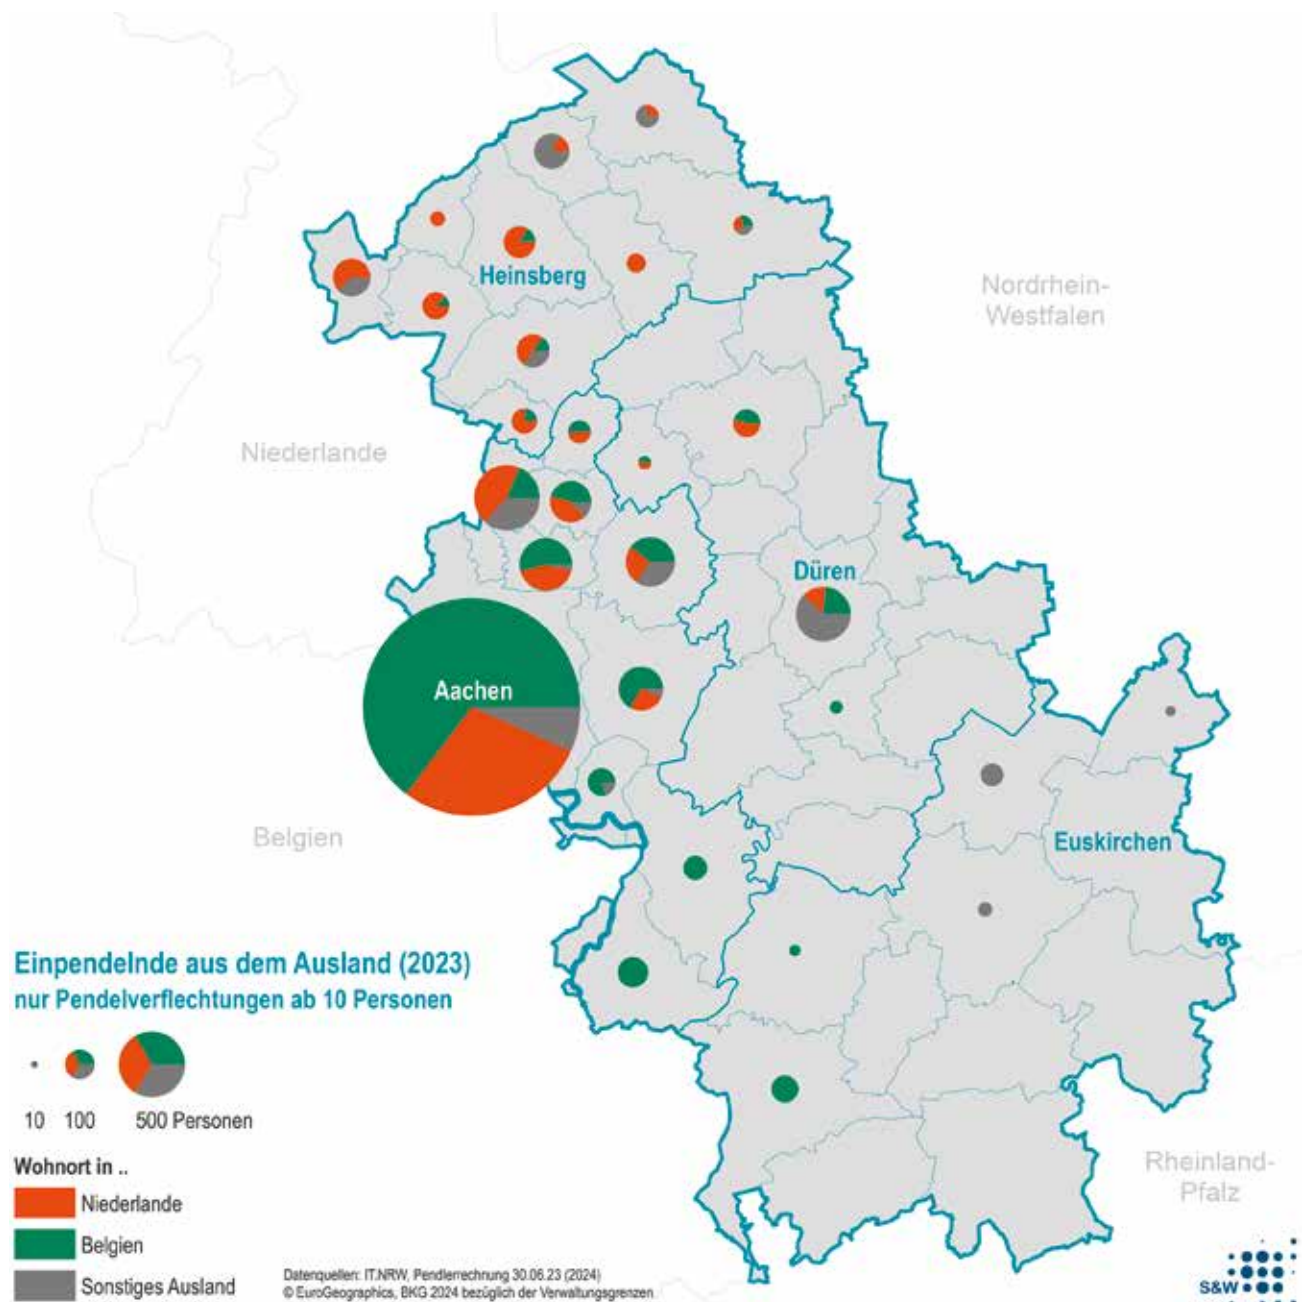 Heinsberg
Nordrhein-
Westfalen
Niederlande
Düren
Aachen
Belgien
Euskirchen
Einpendelnde aus dem Ausland (2023)
nur Pendelverflechtungen ab 10 Personen
10 100 500 Personen
Wohnort in ..
Niederlande
Belgien
Sonstiges Ausland
Rheinland-
Pfalz
Datenquellen: IT.NRW, Pendlerrechnung 30.06.23 (2024)
© EuroGeographics, BKG 2024 bezüglich der Verwaltungsgrenzen
S&W